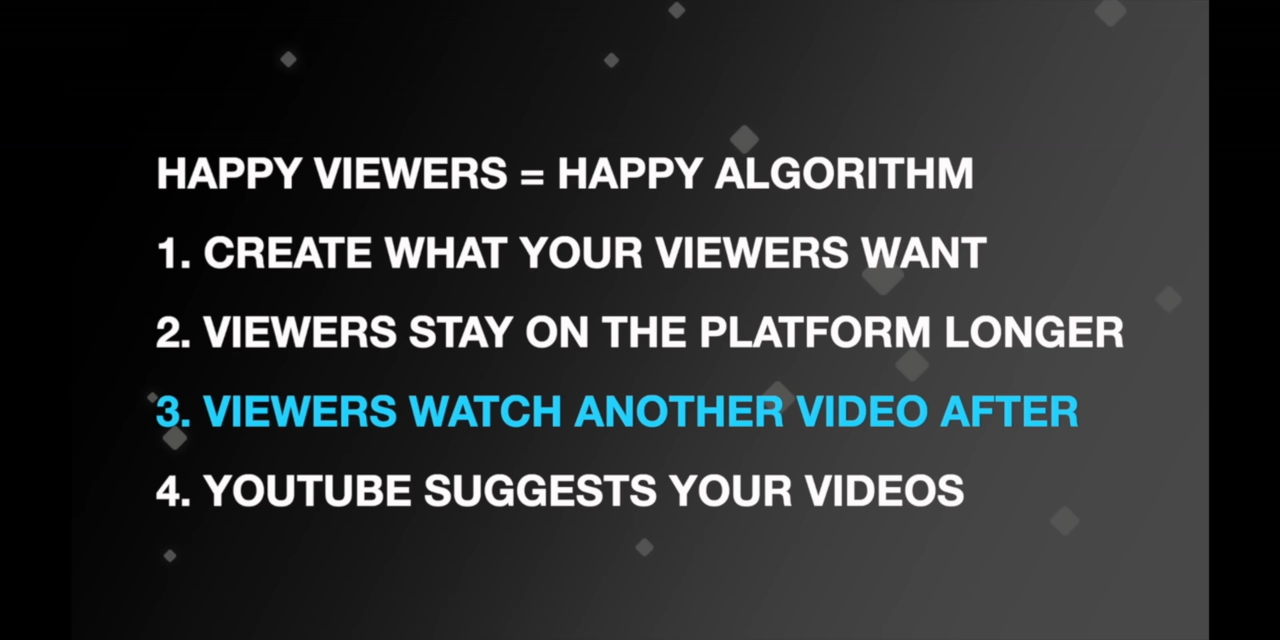 HAPPY VIEWERS = HAPPY ALGORITHM
1. CREATE WHAT YOUR VIEWERS WANT
2. VIEWERS STAY ON THE PLATFORM LONGER
3. VIEWERS WATCH ANOTHER VIDEO AFTER
4. YOUTUBE SUGGESTS YOUR VIDEOS